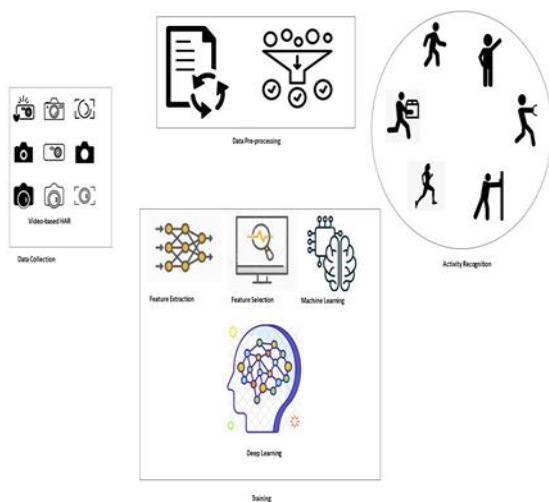 Data Pre-processing
Video-based HAR
Data Collection
Activity Recognition
Feature Extraction
Feature Selection
Machine Learning
Deep Learning
Training